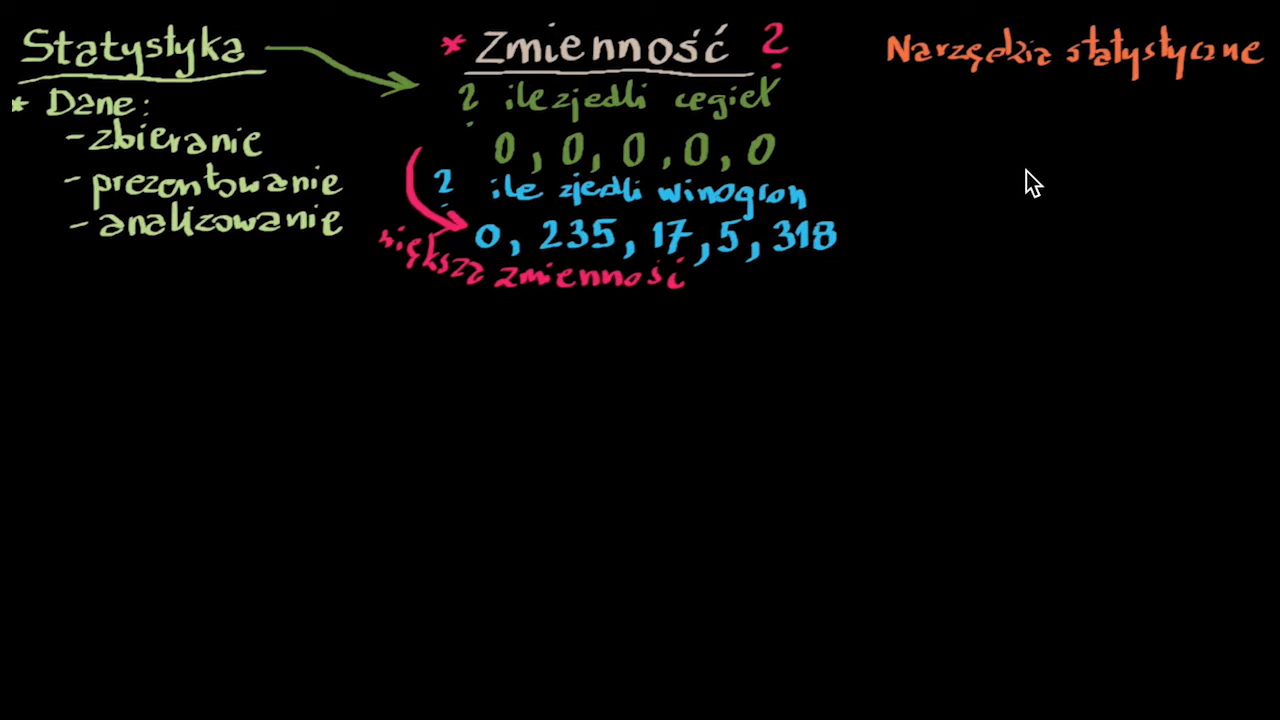 Statystyka
* Dane:
- zbieranie
- prezentowanie
- analizowanie
* Zmienność ?
? ile zjedli cegieł
0, 0, 0, 0, 0
? ile zjedli winogron
0, 235, 17, 5, 318
większa zmienność
Narzędzia statystyczne